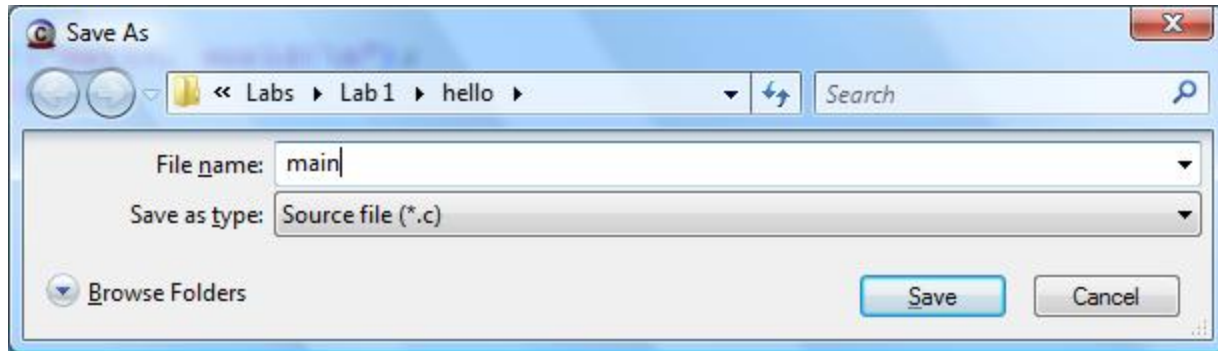 Save As
« Labs ▸ Lab 1 ▸ hello ▸ Search
File name: main
Save as type: Source file (*.c)
Browse Folders Save Cancel